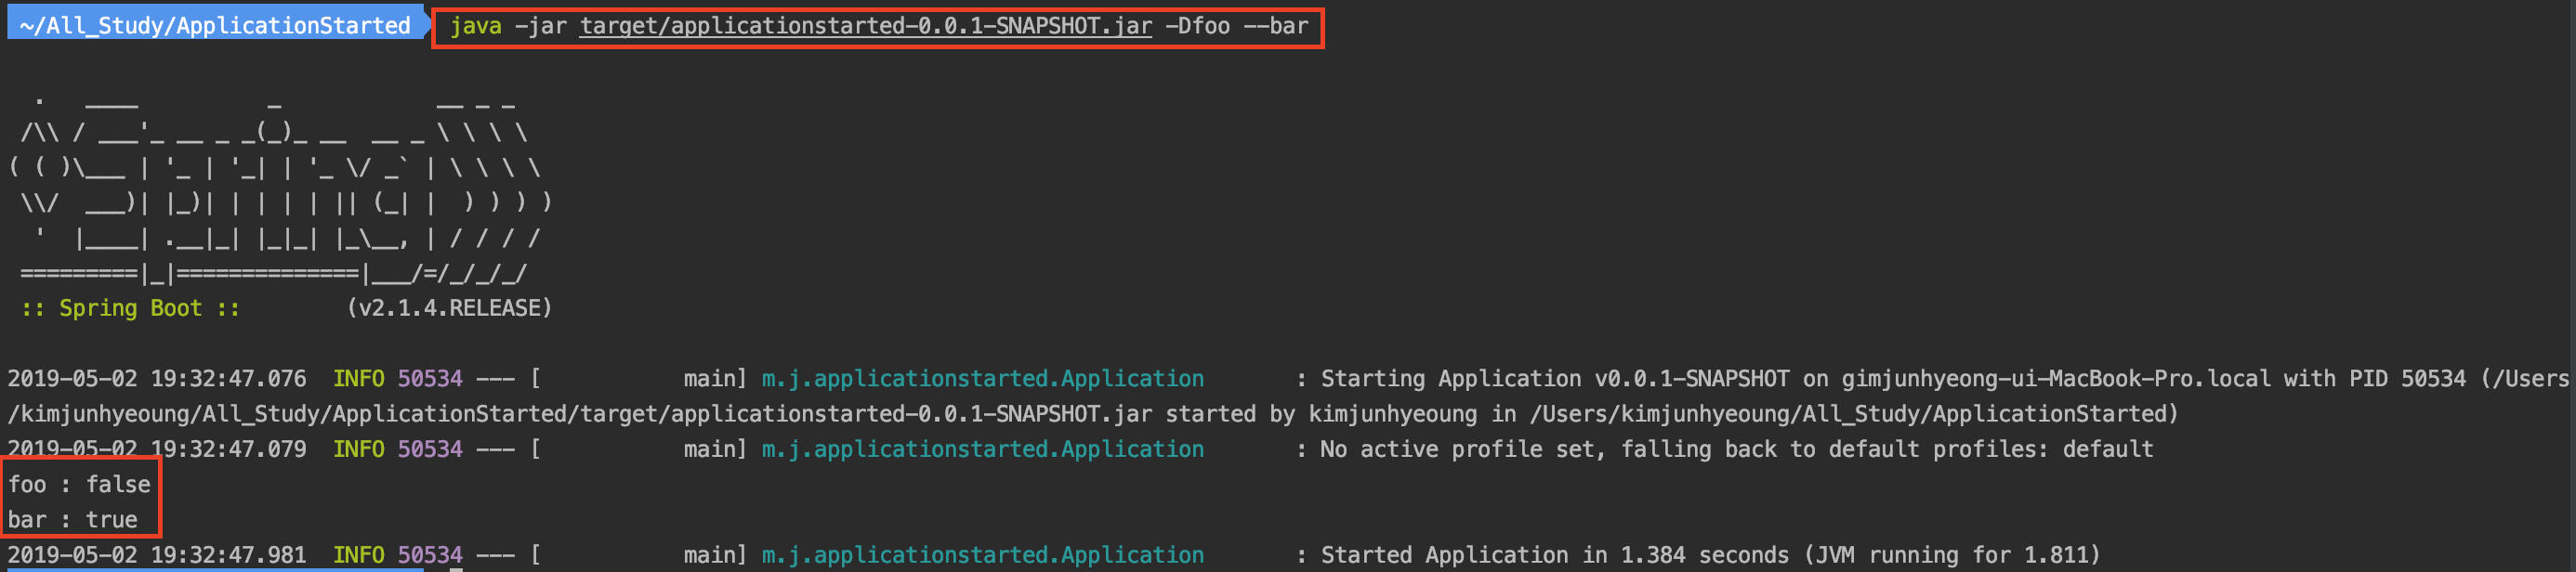 ~/All_Study/ApplicationStarted java -jar target/applicationstarted-0.0.1-SNAPSHOT.jar -Dfoo --bar
  .   ____          _            __ _ _
 /\\ / ___'_ __ _ _(_)_ __  __ _ \ \ \ \
( ( )\___ | '_ | '_| | '_ \/ _` | \ \ \ \
 \\/  ___)| |_)| | | | | || (_| |  ) ) ) )
  '  |____| .__|_| |_|_| |_\__, | / / / /
 =========|_|==============|___/=/_/_/_/
 :: Spring Boot ::        (v2.1.4.RELEASE)
2019-05-02 19:32:47.076  INFO 50534 --- [           main] m.j.applicationstarted.Application       : Starting Application v0.0.1-SNAPSHOT on gimjunhyeong-ui-MacBook-Pro.local with PID 50534 (/Users
/kimjunhyeoung/All_Study/ApplicationStarted/target/applicationstarted-0.0.1-SNAPSHOT.jar started by kimjunhyeoung in /Users/kimjunhyeoung/All_Study/ApplicationStarted)
2019-05-02 19:32:47.079  INFO 50534 --- [           main] m.j.applicationstarted.Application       : No active profile set, falling back to default profiles: default
foo : false
bar : true
2019-05-02 19:32:47.981  INFO 50534 --- [           main] m.j.applicationstarted.Application       : Started Application in 1.384 seconds (JVM running for 1.811)